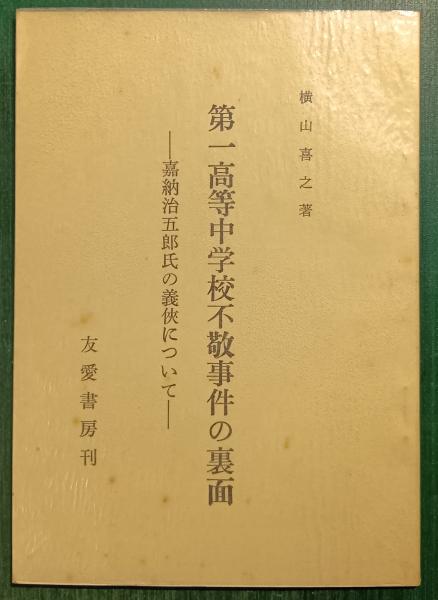 横山喜之著
第一高等中学校不敬事件の裏面
——嘉納治五郎氏の義俠について——
友愛書房刊